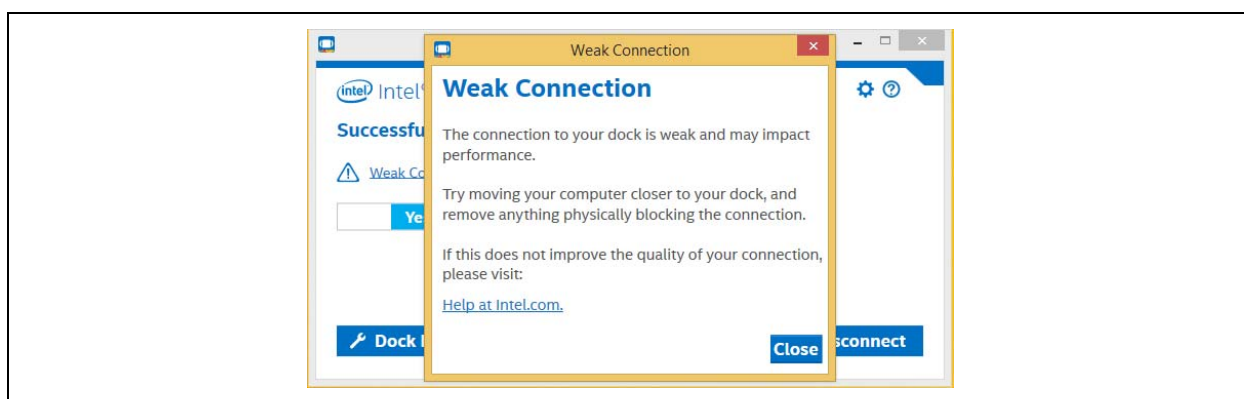 Weak Connection
intel Intel®
Weak Connection
Successfu
The connection to your dock is weak and may impact
performance.
Weak Co
Try moving your computer closer to your dock, and
remove anything physically blocking the connection.
Ye
If this does not improve the quality of your connection,
please visit:
Help at Intel.com.
Dock
Close
sconnect